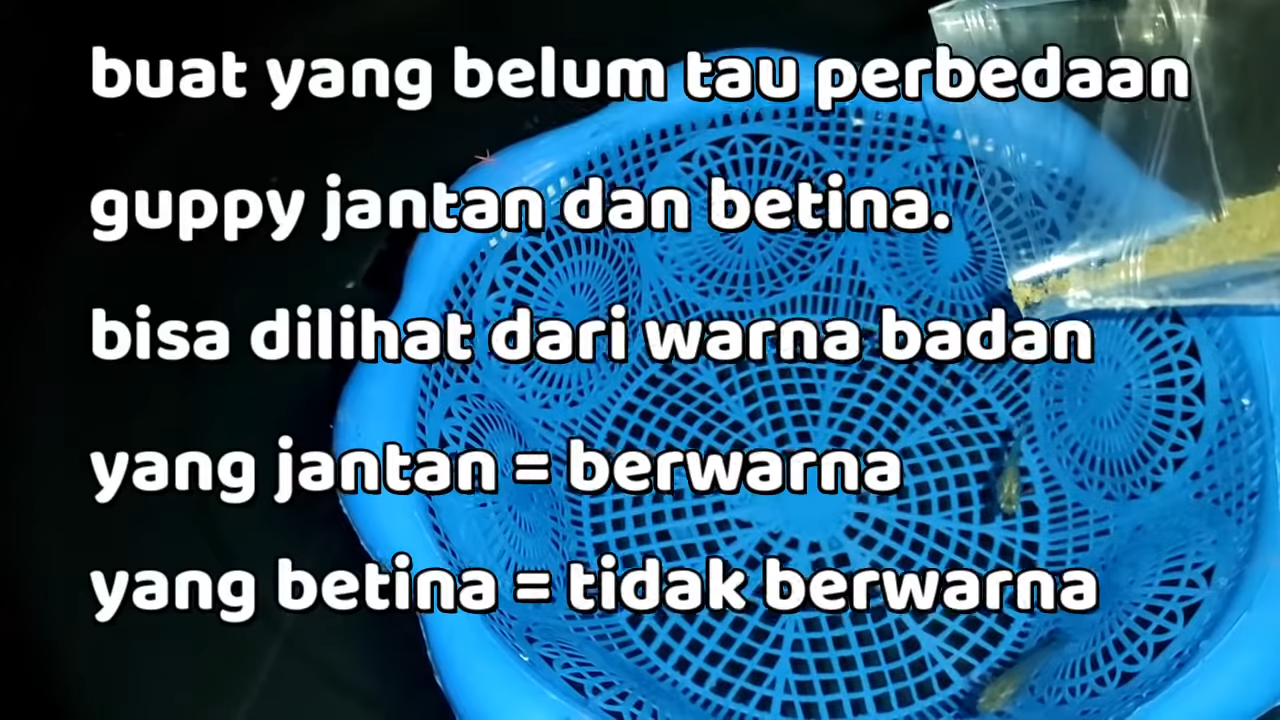 buat yang belum tau perbedaan
guppy jantan dan betina.
bisa dilihat dari warna badan
yang jantan = berwarna
yang betina = tidak berwarna